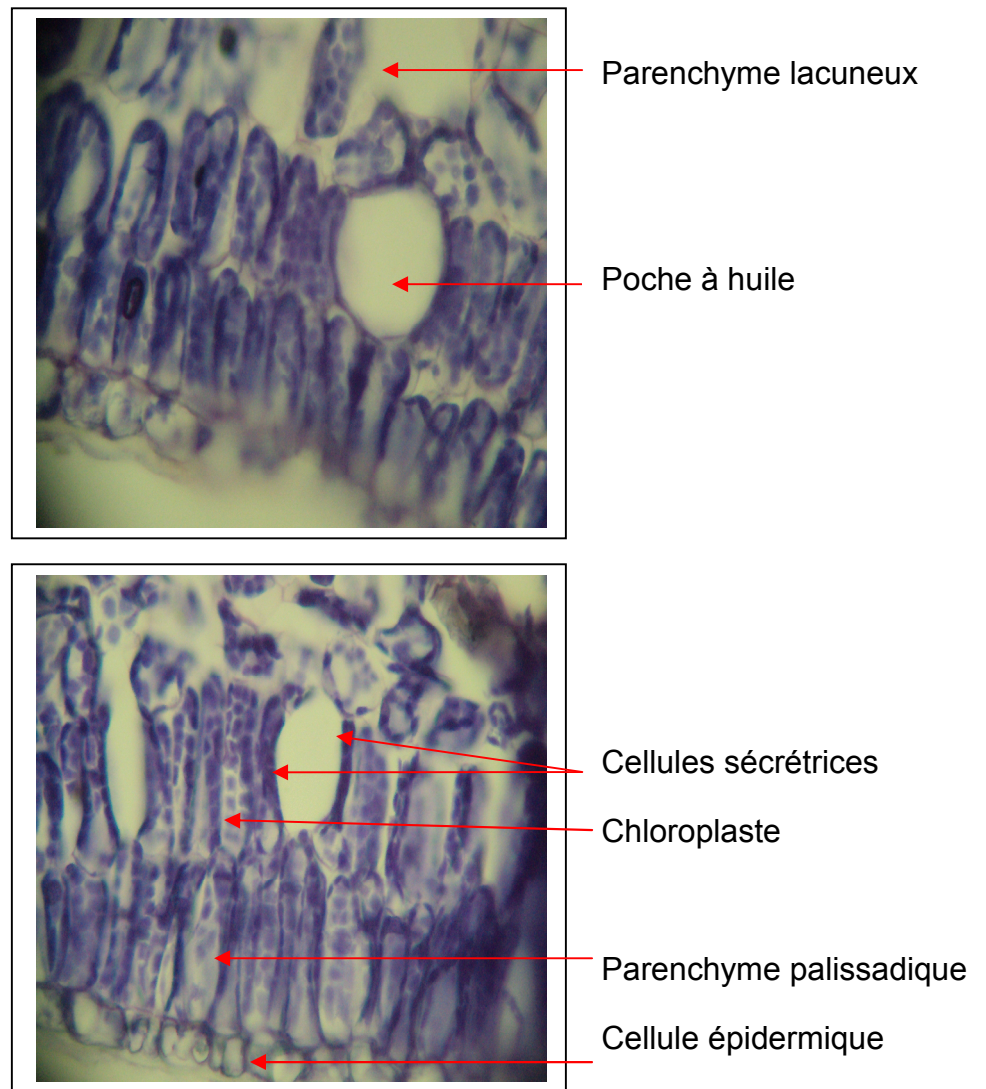 Parenchyme lacuneux
Poche à huile
Cellules sécrétrices
Chloroplaste
Parenchyme palissadique
Cellule épidermique